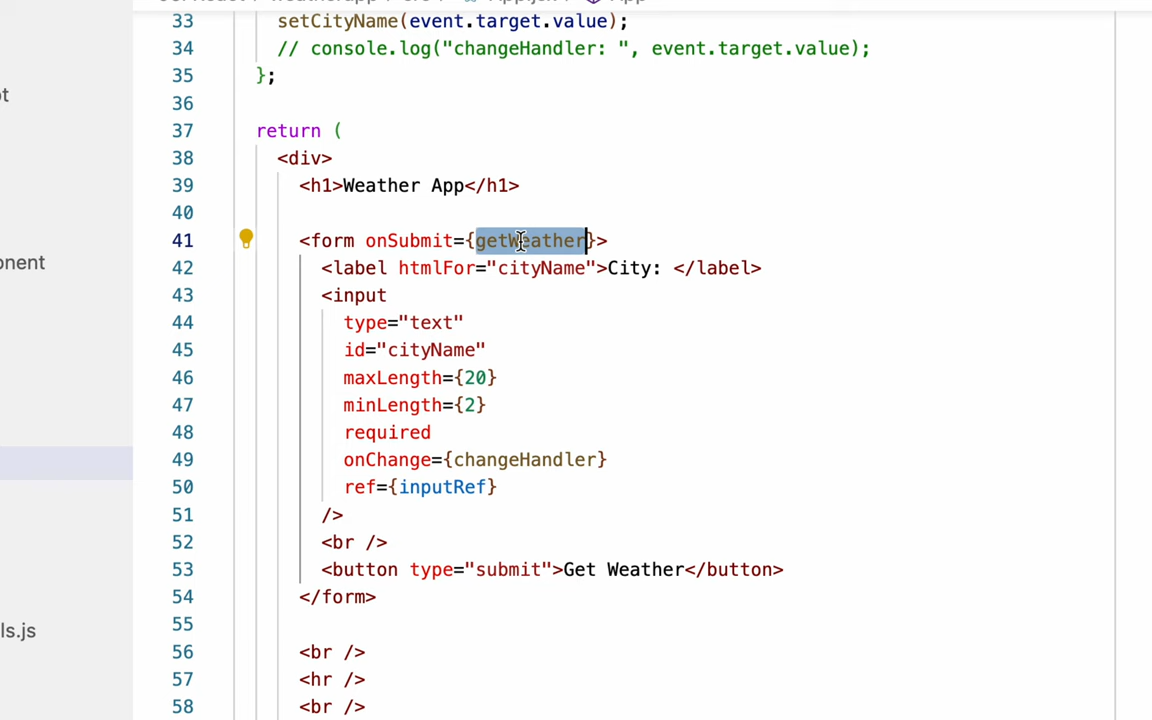 33 setCityName(event.target.value);
34 // console.log("changeHandler: ", event.target.value);
35 };
36
37 return (
38 <div>
39 <h1>Weather App</h1>
40
41 <form onSubmit={getWeather}>
42 <label htmlFor="cityName">City: </label>
43 <input
44 type="text"
45 id="cityName"
46 maxLength={20}
47 minLength={2}
48 required
49 onChange={changeHandler}
50 ref={inputRef}
51 />
52 <br />
53 <button type="submit">Get Weather</button>
54 </form>
55
56 <br />
57 <hr />
58 <br />
pt
onent
ls.js